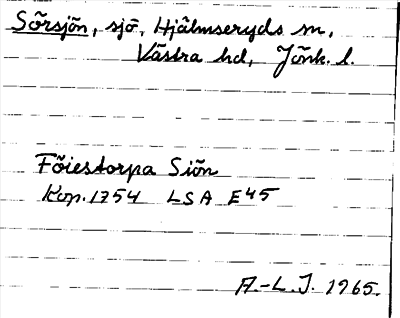 Sörsjön, sjö, Hjälmseryds sn,
Västra hd, Jönk. l.
Föiestorpa Siön
Kop. 1754 LSA E45
A.-L.J. 1965.